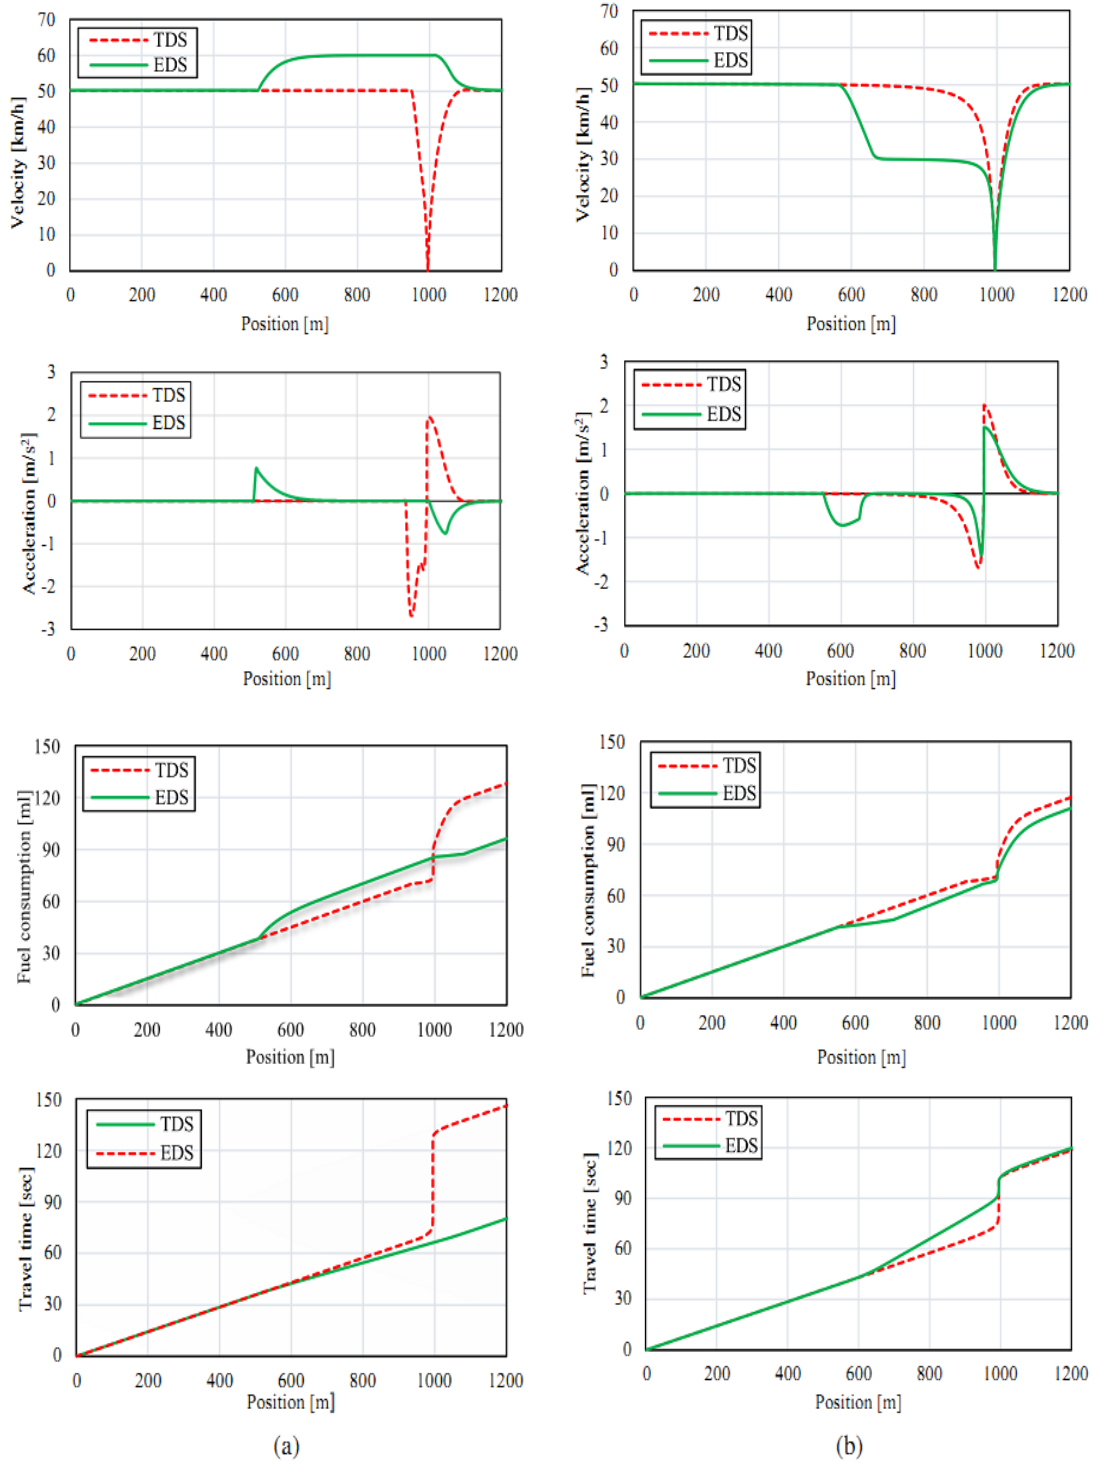 70
60
50
40
30
20
10
0
Velocity [km/h]
TDS
EDS
0 200 400 600 800 1000 1200
Position [m]
70
60
50
40
30
20
10
0
Velocity [km/h]
TDS
EDS
0 200 400 600 800 1000 1200
Position [m]
3
2
1
0
-1
-2
-3
Acceleration [m/s²]
TDS
EDS
0 200 400 600 800 1000 1200
Position [m]
3
2
1
0
-1
-2
-3
Acceleration [m/s²]
TDS
EDS
0 200 400 600 800 1000 1200
Position [m]
150
120
90
60
30
0
Fuel consumption [ml]
TDS
EDS
0 200 400 600 800 1000 1200
Position [m]
150
120
90
60
30
0
Fuel consumption [ml]
TDS
EDS
0 200 400 600 800 1000 1200
Position [m]
150
120
90
60
30
0
Travel time [sec]
TDS
EDS
0 200 400 600 800 1000 1200
Position [m]
150
120
90
60
30
0
Travel time [sec]
TDS
EDS
0 200 400 600 800 1000 1200
Position [m]
(a)
(b)